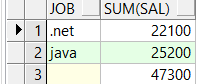 JOB SUM(SAL)
1 .net 22100
2 java 25200
3 47300